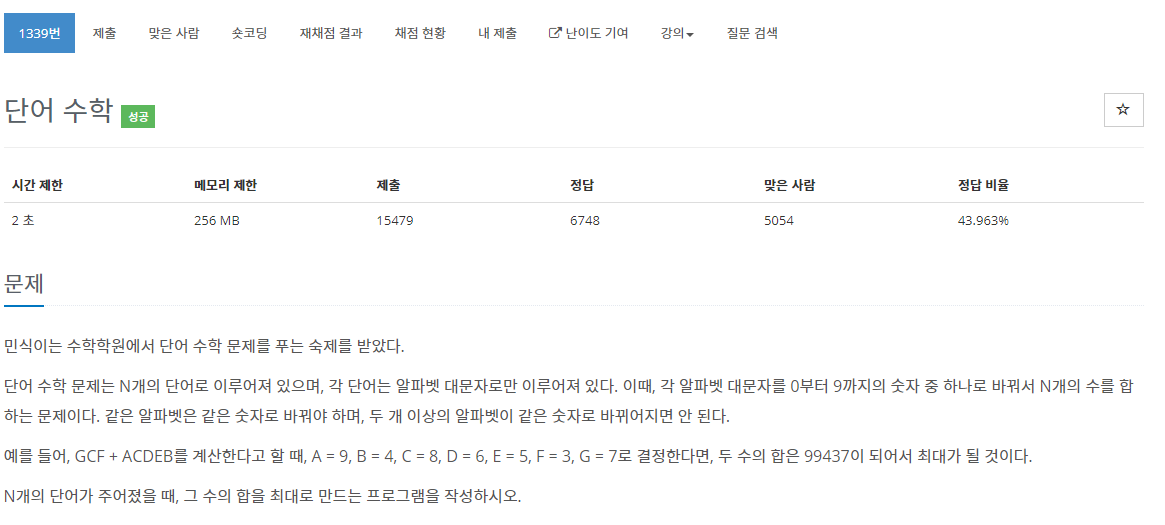 1339번 제출 맞은 사람 숏코딩 재채점 결과 채점 현황 내 제출 난이도 기여 강의 질문 검색
단어 수학 성공
시간 제한 메모리 제한 제출 정답 맞은 사람 정답 비율
2 초 256 MB 15479 6748 5054 43.963%
문제
민식이는 수학학원에서 단어 수학 문제를 푸는 숙제를 받았다.
단어 수학 문제는 N개의 단어로 이루어져 있으며, 각 단어는 알파벳 대문자로만 이루어져 있다. 이때, 각 알파벳 대문자를 0부터 9까지의 숫자 중 하나로 바꿔서 N개의 수를 합
하는 문제이다. 같은 알파벳은 같은 숫자로 바꿔야 하며, 두 개 이상의 알파벳이 같은 숫자로 바뀌어지면 안 된다.
예를 들어, GCF + ACDEB를 계산한다고 할 때, A = 9, B = 4, C = 8, D = 6, E = 5, F = 3, G = 7로 결정한다면, 두 수의 합은 99437이 되어서 최대가 될 것이다.
N개의 단어가 주어졌을 때, 그 수의 합을 최대로 만드는 프로그램을 작성하시오.